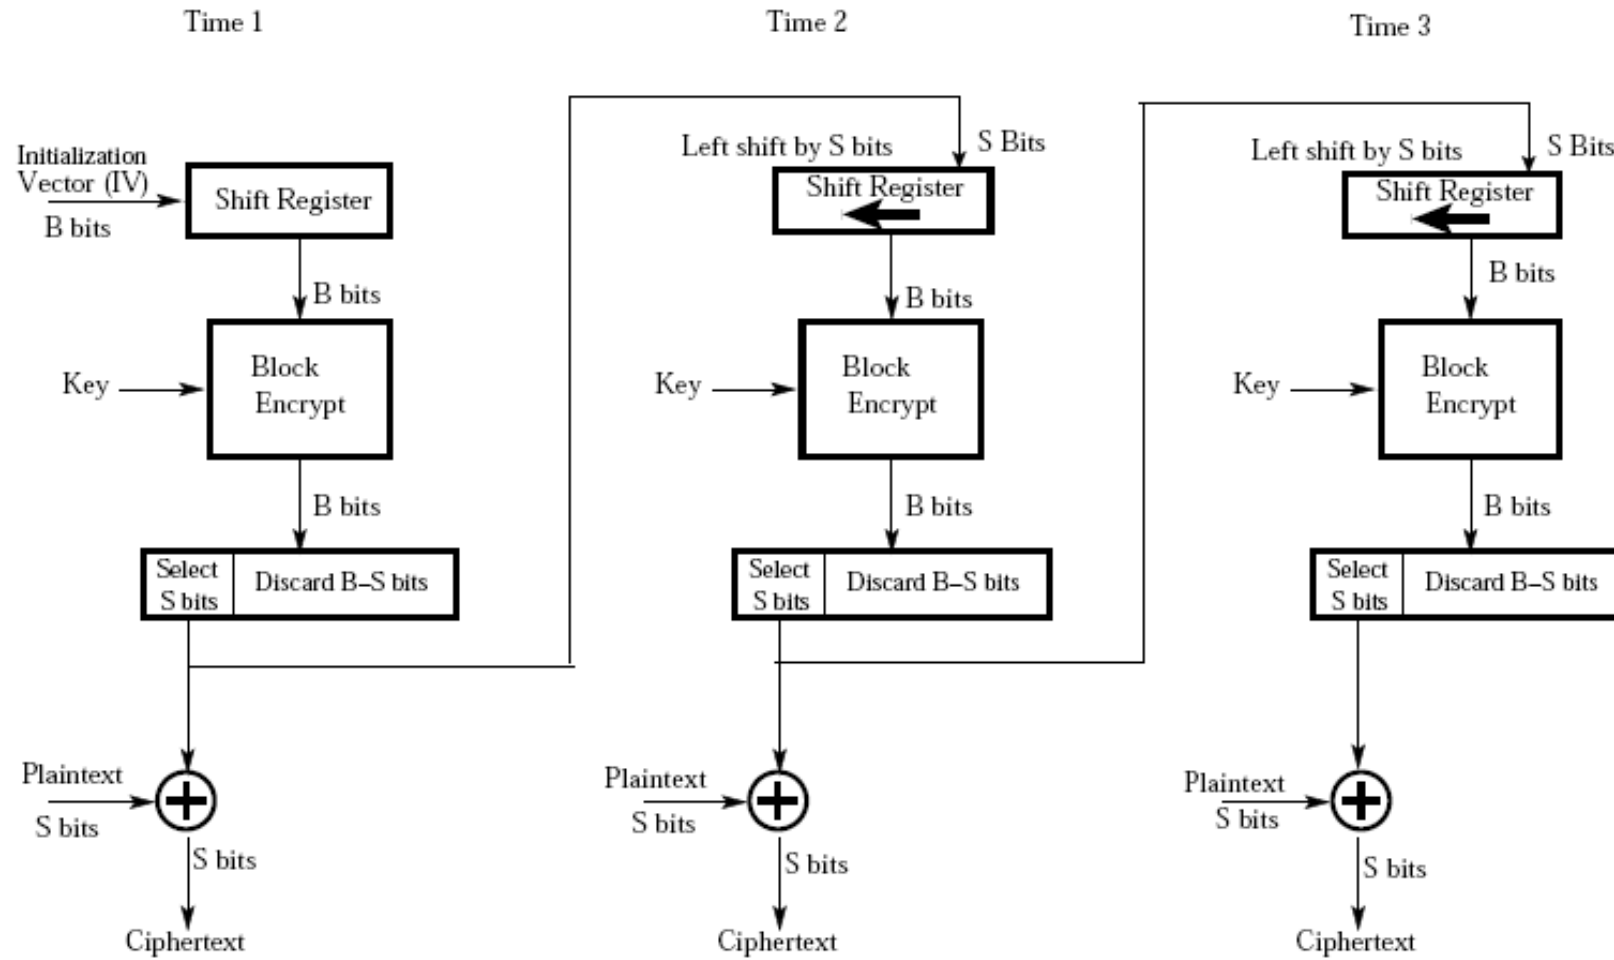 Time 1
Time 2
Time 3
Initialization
Vector (IV)
B bits
Shift Register
Left shift by S bits
S Bits
Shift Register
Left shift by S bits
S Bits
Shift Register
B bits
B bits
B bits
Key
Block
Encrypt
Key
Block
Encrypt
Key
Block
Encrypt
B bits
B bits
B bits
Select
S bits
Discard B–S bits
Select
S bits
Discard B–S bits
Select
S bits
Discard B–S bits
Plaintext
S bits
Plaintext
S bits
Plaintext
S bits
S bits
S bits
S bits
Ciphertext
Ciphertext
Ciphertext